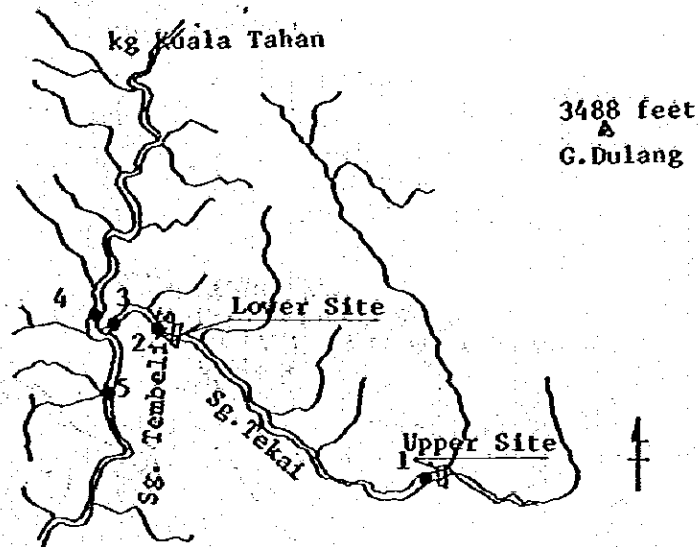 kg Kuala Tahan
3488 feet
G.Dulang
4
3
Lower Site
2
5
Sg. Tembeling
Sg.Tekai
Upper Site
1